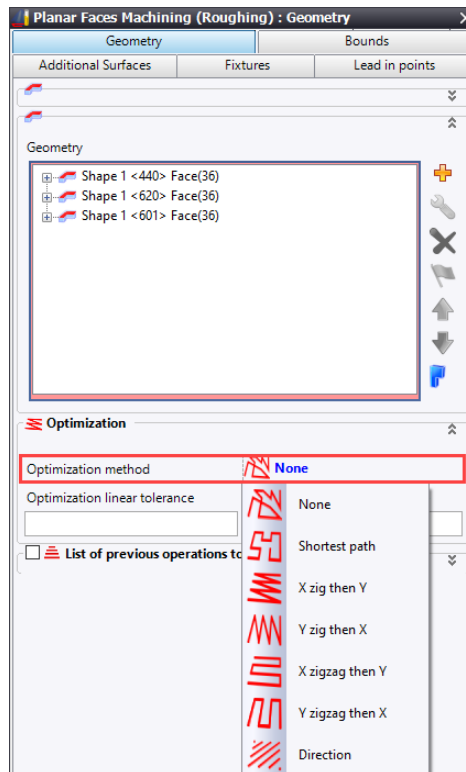 Planar Faces Machining (Roughing) : Geometry
Geometry Bounds
Additional Surfaces Fixtures Lead in points
Geometry
Shape 1 <440> Face(36)
Shape 1 <620> Face(36)
Shape 1 <601> Face(36)
Optimization
Optimization method None
Optimization linear tolerance
None
Shortest path
List of previous operations to
X zig then Y
Y zig then X
X zigzag then Y
Y zigzag then X
Direction